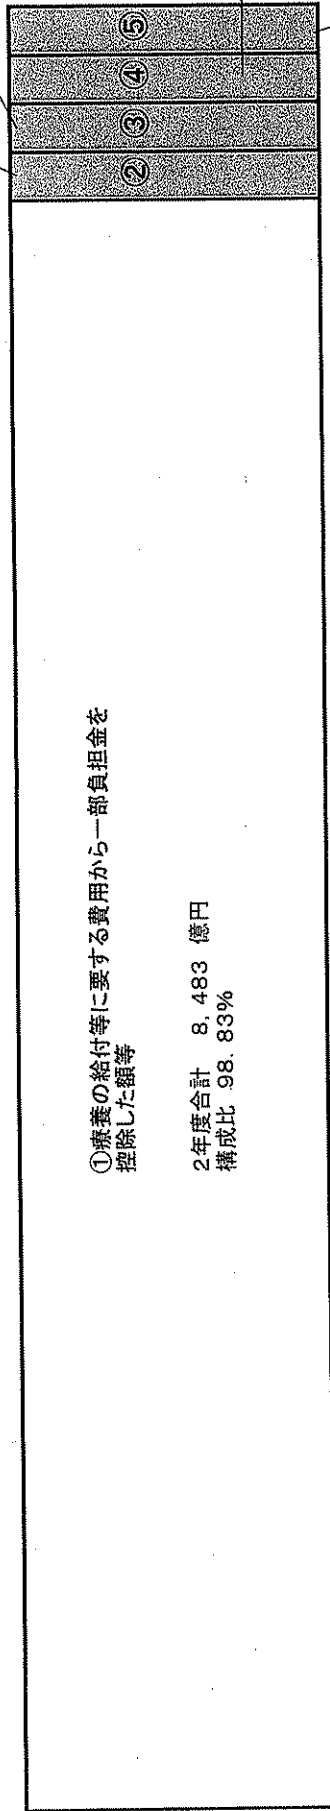 ①療養の給付等に要する費用から一部負担金を
控除した額等
2年度合計 8,483 億円
構成比 98.83%
②
③
④
⑤